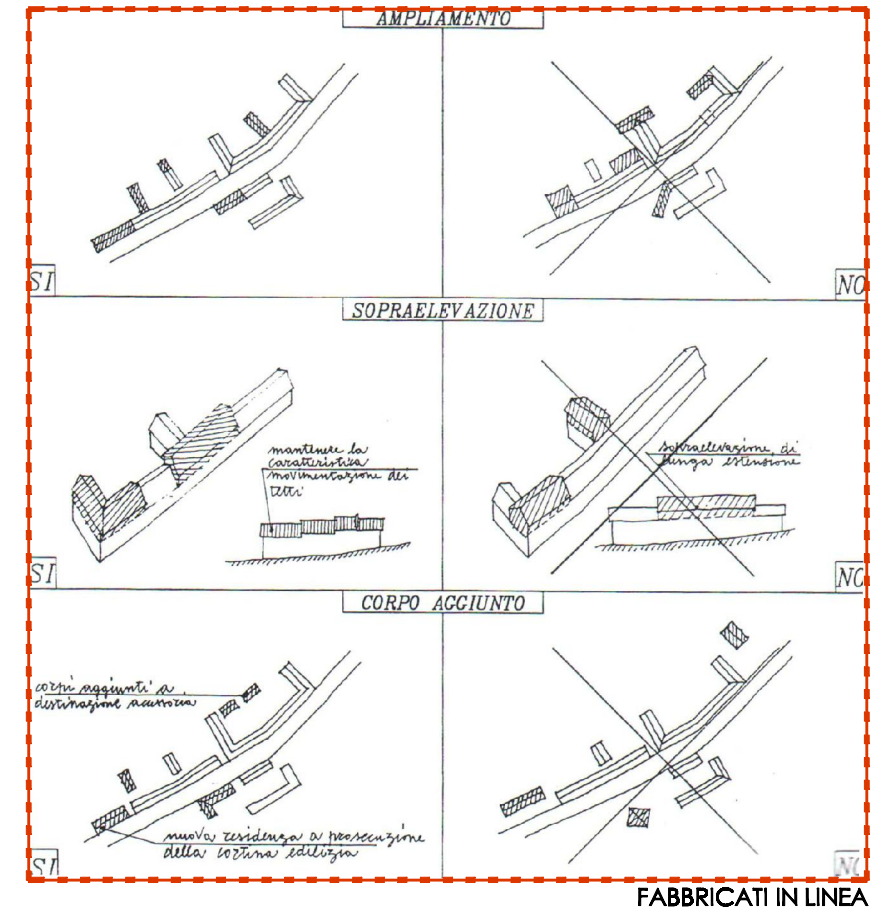 AMPLIAMENTO
SI
NO
SOPRAELEVAZIONE
mantenere la
caratteristica
movimentazione dei
tetti
sopraelevazione di
lunga estensione
SI
NO
CORPO AGGIUNTO
corpi aggiunti a
destinazione accessoria
nuova residenza a prosecuzione
della cortina edilizia
SI
NO
FABBRICATI IN LINEA